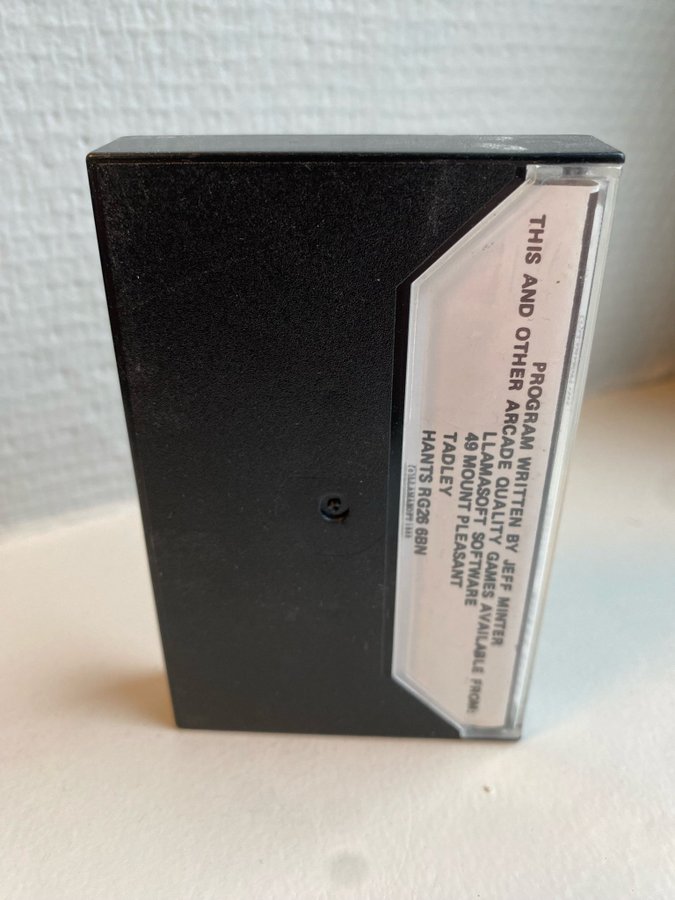 PROGRAM WRITTEN BY JEFF MINTER
THIS AND OTHER ARCADE QUALITY GAMES AVAILABLE FROM:
LLAMASOFT SOFTWARE
49 MOUNT PLEASANT
TADLEY
HANTS RG26 6BN